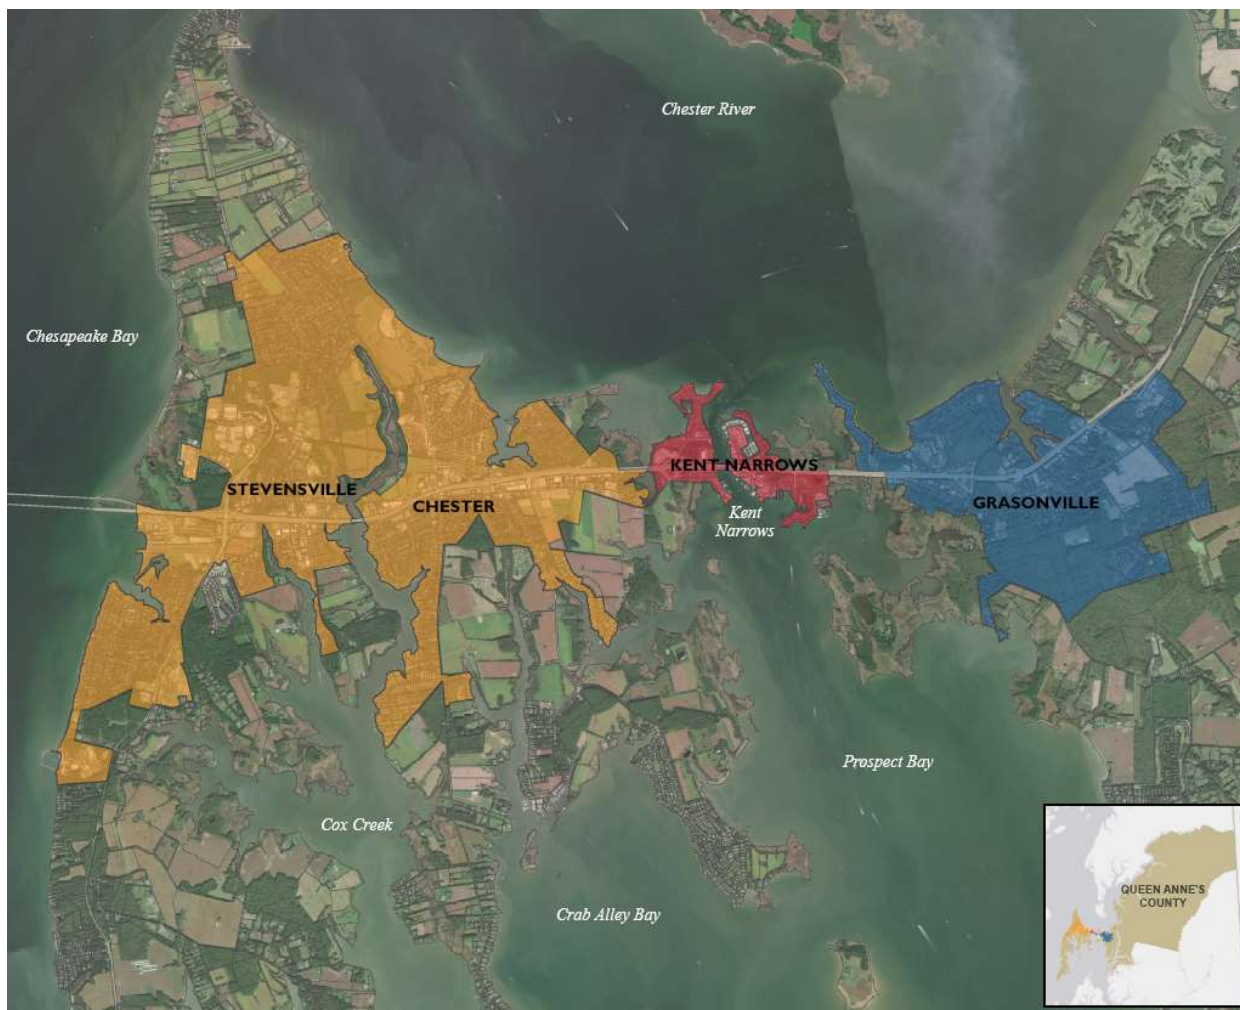 Chester River
Chesapeake Bay
KENT NARROWS
STEVENSVILLE
CHESTER
GRASONVILLE
Kent
Narrows
Prospect Bay
Cox Creek
Crab Alley Bay
QUEEN ANNE'S
COUNTY